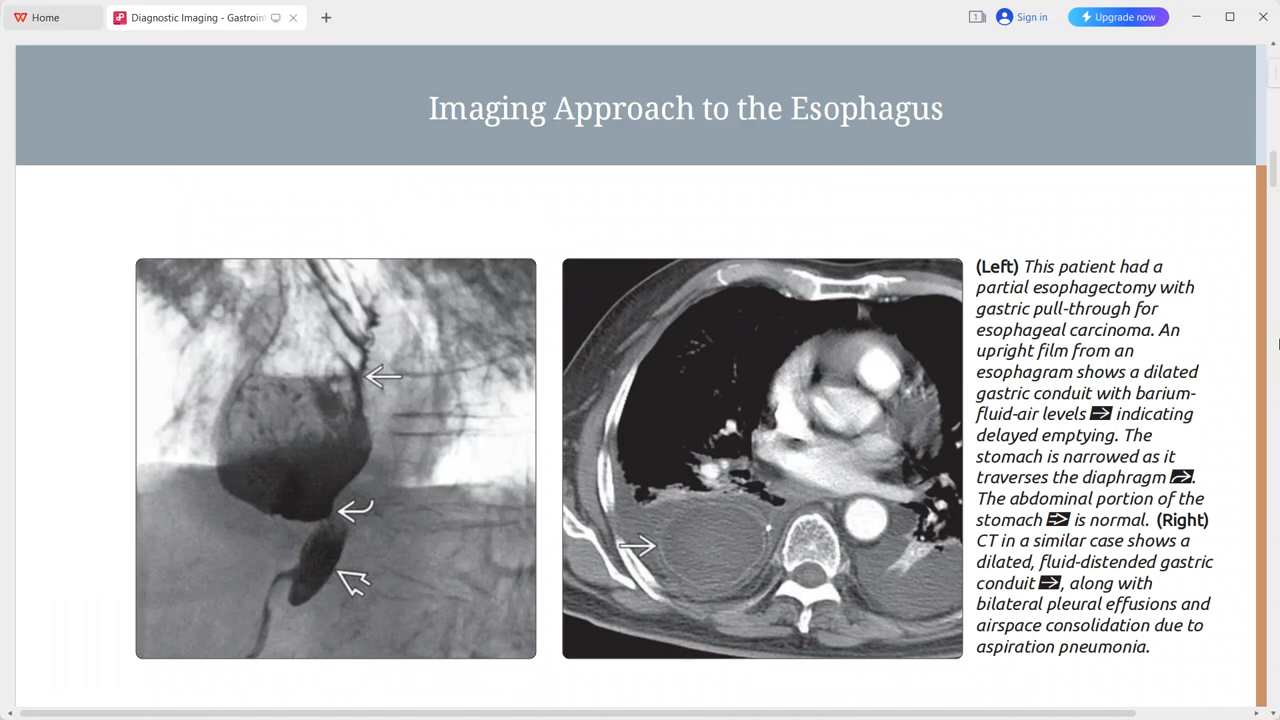 Home
Diagnostic Imaging - Gastroint
1
Sign in
Upgrade now
Imaging Approach to the Esophagus
(Left) This patient had a
partial esophagectomy with
gastric pull-through for
esophageal carcinoma. An
upright film from an
esophagram shows a dilated
gastric conduit with barium-
fluid-air levels indicating
delayed emptying. The
stomach is narrowed as it
traverses the diaphragm .
The abdominal portion of the
stomach is normal. (Right)
CT in a similar case shows a
dilated, fluid-distended gastric
conduit , along with
bilateral pleural effusions and
airspace consolidation due to
aspiration pneumonia.